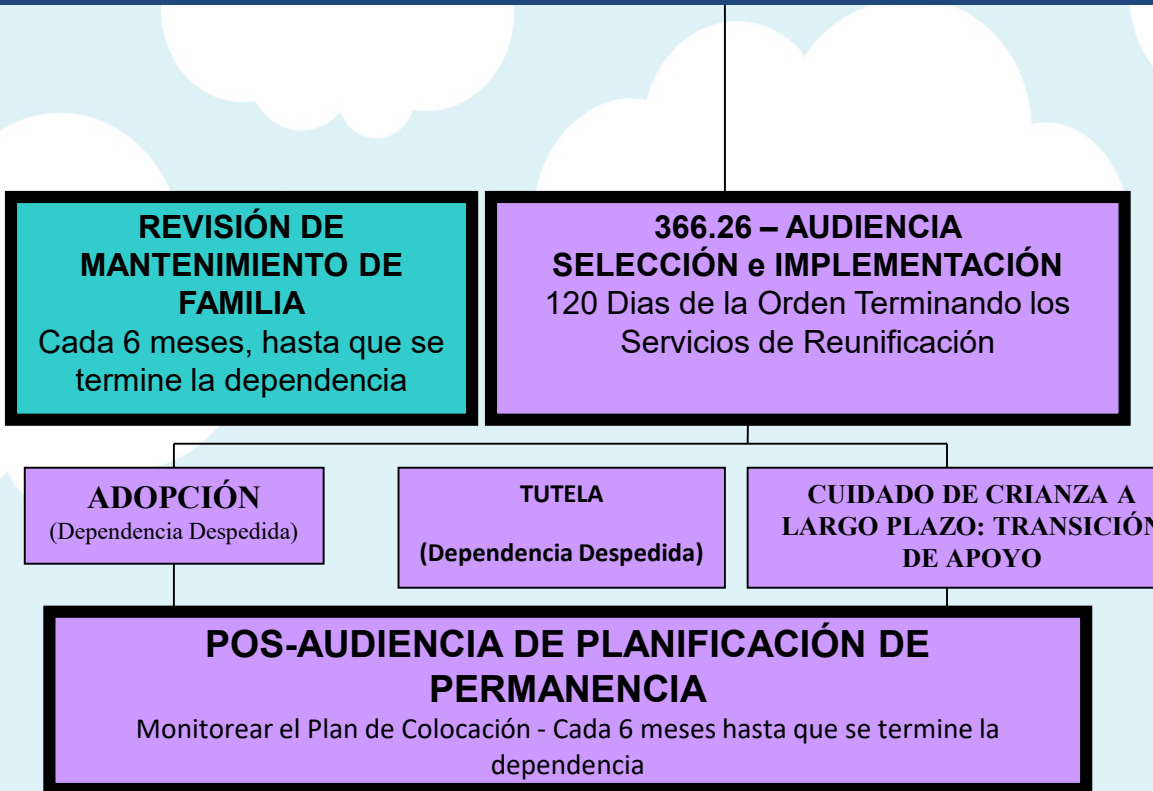 REVISIÓN DE
MANTENIMIENTO DE
FAMILIA
Cada 6 meses, hasta que se
termine la dependencia
366.26 – AUDIENCIA
SELECCIÓN e IMPLEMENTACIÓN
120 Dias de la Orden Terminando los
Servicios de Reunificación
ADOPCIÓN
(Dependencia Despedida)
TUTELA
(Dependencia Despedida)
CUIDADO DE CRIANZA A
LARGO PLAZO: TRANSICIÓN
DE APOYO
POS-AUDIENCIA DE PLANIFICACIÓN DE
PERMANENCIA
Monitorear el Plan de Colocación - Cada 6 meses hasta que se termine la
dependencia